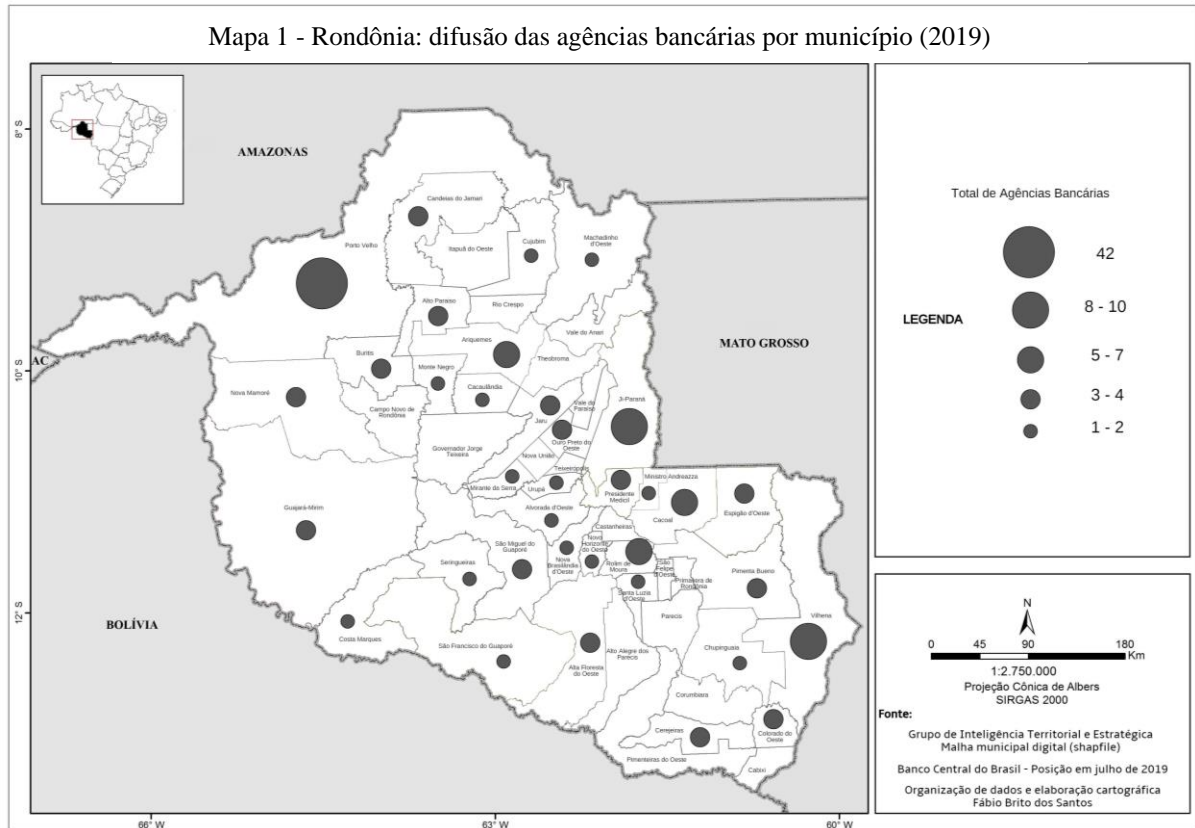 Mapa 1 - Rondônia: difusão das agências bancárias por município (2019)
8° S
10° S
12° S
66° W
63° W
60° W
AMAZONAS
MATO GROSSO
BOLÍVIA
AC
Candeias do Jamari
Porto Velho
Itapuã do Oeste
Cujubim
Machadinho
d'Oeste
Alto Paraíso
Rio Crespo
Vale do Anari
Ariquemes
Theobroma
Buritis
Monte Negro
Cacaulândia
Nova Mamoré
Campo Novo de
Rondônia
Jaru
Vale do
Paraíso
Ji-Paraná
Ouro Preto do
Oeste
Governador Jorge
Teixeira
Nova União
Teixeirópolis
Mirante da Serra
Urupá
Presidente
Medici
Ministro Andreazza
Guajará-Mirim
Alvorada d'Oeste
Cacoal
Espigão d'Oeste
Castanheiras
São Miguel do
Guaporé
Novo
Horizonte
do Oeste
Nova
Brasilândia
d'Oeste
Rolim de
Moura
São
Felipe
D'Oeste
Primavera de
Rondônia
Pimenta Bueno
Seringueiras
Santa Luzia d'Oeste
Parecis
Vilhena
Costa Marques
São Francisco do Guaporé
Alta Floresta
do Oeste
Alto Alegre dos
Parecis
Chupinguaia
Corumbiara
Cerejeiras
Colorado do
Oeste
Pimenteiras do Oeste
Cabixi
Total de Agências Bancárias
LEGENDA
42
8 - 10
5 - 7
3 - 4
1 - 2
N
0 45 90 180
Km
1:2.750.000
Projeção Cônica de Albers
SIRGAS 2000
Fonte:
Grupo de Inteligência Territorial e Estratégica
Malha municipal digital (shapfile)
Banco Central do Brasil - Posição em julho de 2019
Organização de dados e elaboração cartográfica
Fábio Brito dos Santos